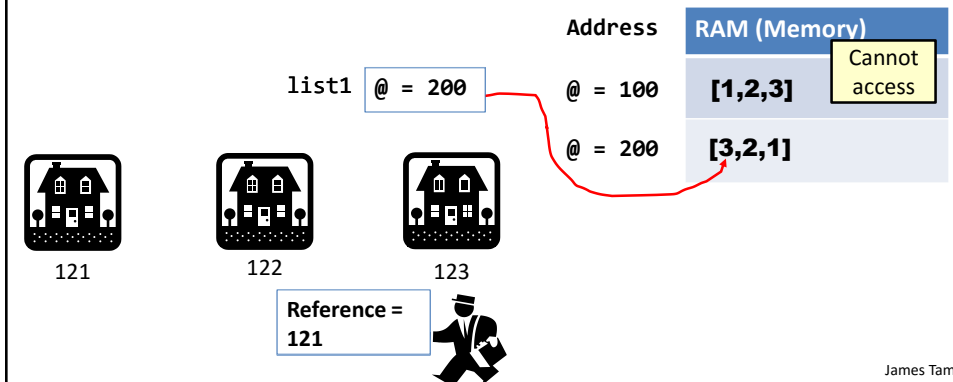 Address RAM (Memory)
Cannot
access
list1 @ = 200 @ = 100 [1,2,3]
@ = 200 [3,2,1]
121 122 123
Reference =
121
James Tam